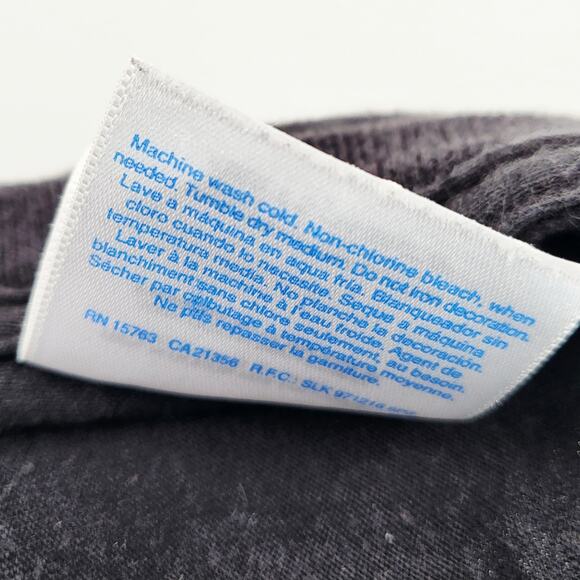 Machine wash cold. Non-chlorine bleach, when
needed. Tumble dry medium. Do not iron decoration.
Lave a máquina en aqua fria. Blanqueador sin
cloro cuando lo necesite. Seque a máquina
temperatura media. No planche la decoración.
Laver à la machine à l'eau froide. Agent de
blanchiment sans chlore seulement, au besoin.
Sécher par culbutage à température moyenne.
Ne pas repasser la garniture.
RN 15763 CA21356 R.F.C.: SLK 971216